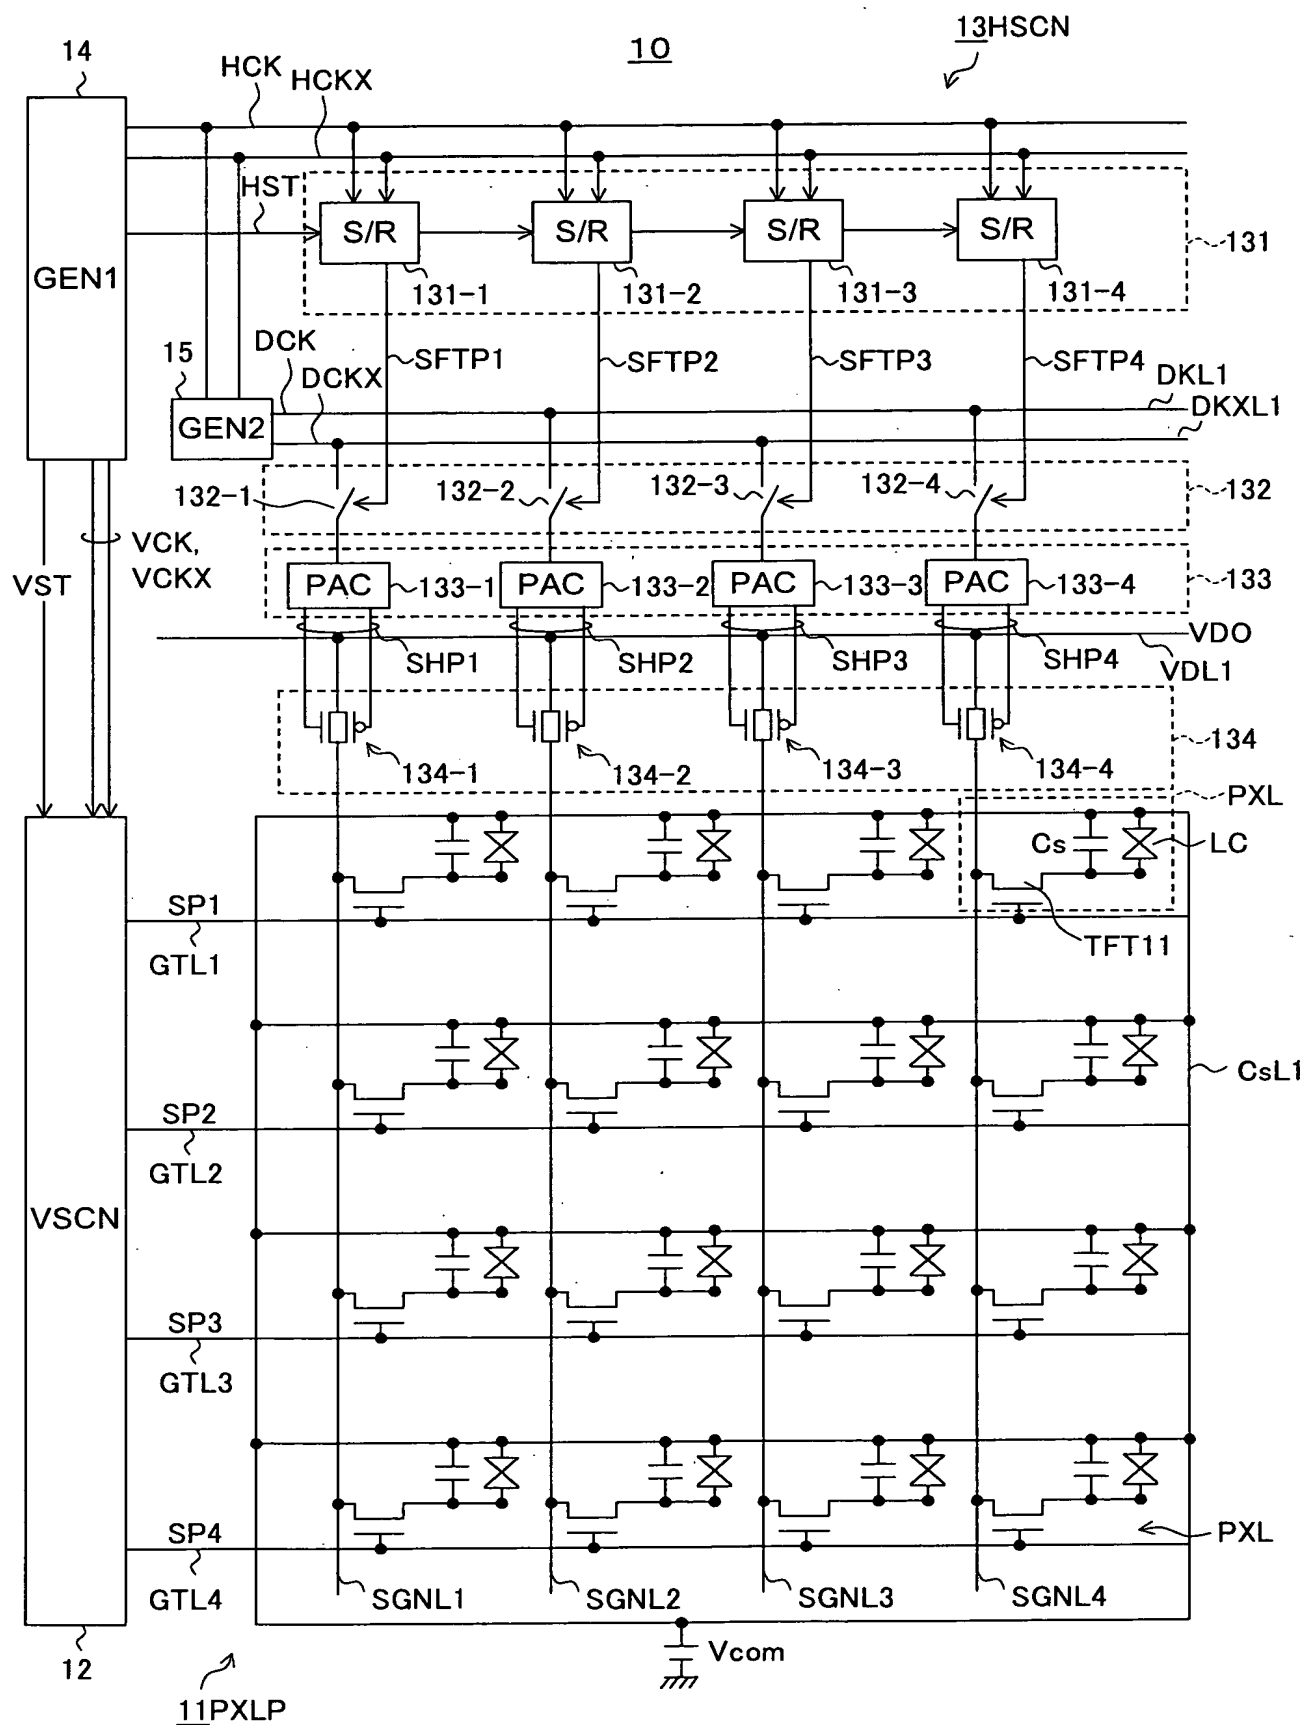 10
13HSCN
14
HCK
HCKX
HST
GEN1
S/R
S/R
S/R
S/R
131
131-1
131-2
131-3
131-4
15
DCK
DCKX
SFTP1
SFTP2
SFTP3
SFTP4
DKL1
DKXL1
GEN2
132-1
132-2
132-3
132-4
132
VST
VCK,
VCKX
PAC
133-1
PAC
133-2
PAC
133-3
PAC
133-4
133
SHP1
SHP2
SHP3
SHP4
VDO
VDL1
134-1
134-2
134-3
134-4
134
PXL
Cs
LC
SP1
GTL1
TFT11
SP2
GTL2
CsL1
VSCN
SP3
GTL3
SP4
GTL4
PXL
SGNL1
SGNL2
SGNL3
SGNL4
12
Vcom
11PXLP